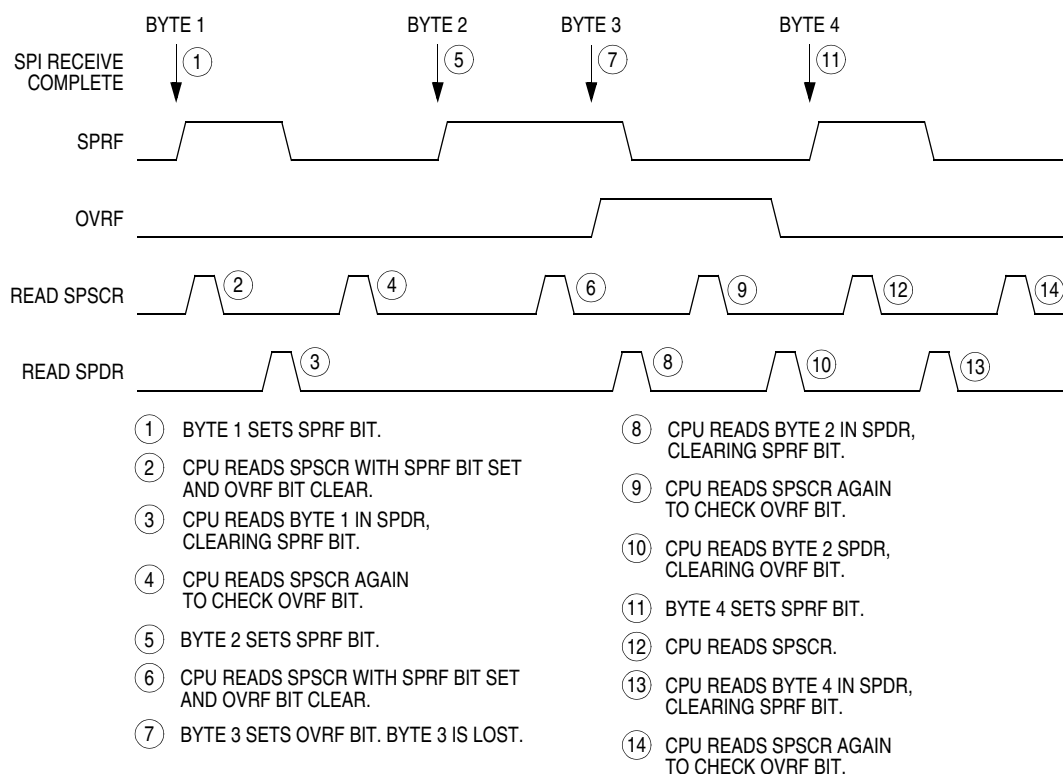 BYTE 1 BYTE 2 BYTE 3 BYTE 4
SPI RECEIVE
COMPLETE
1 5 7 11
SPRF
OVRF
READ SPSCR
2 4 6 9 12 14
READ SPDR
3 8 10 13
1 BYTE 1 SETS SPRF BIT.
2 CPU READS SPSCR WITH SPRF BIT SET
AND OVRF BIT CLEAR.
3 CPU READS BYTE 1 IN SPDR,
CLEARING SPRF BIT.
4 CPU READS SPSCR AGAIN
TO CHECK OVRF BIT.
5 BYTE 2 SETS SPRF BIT.
6 CPU READS SPSCR WITH SPRF BIT SET
AND OVRF BIT CLEAR.
7 BYTE 3 SETS OVRF BIT. BYTE 3 IS LOST.
8 CPU READS BYTE 2 IN SPDR,
CLEARING SPRF BIT.
9 CPU READS SPSCR AGAIN
TO CHECK OVRF BIT.
10 CPU READS BYTE 2 SPDR,
CLEARING OVRF BIT.
11 BYTE 4 SETS SPRF BIT.
12 CPU READS SPSCR.
13 CPU READS BYTE 4 IN SPDR,
CLEARING SPRF BIT.
14 CPU READS SPSCR AGAIN
TO CHECK OVRF BIT.